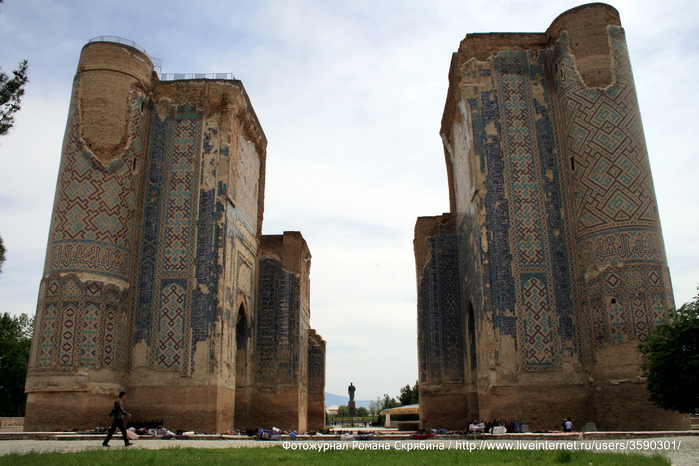 Фотожурнал Романа Скрябина / http://www.liveinternet.ru/users/3590301/